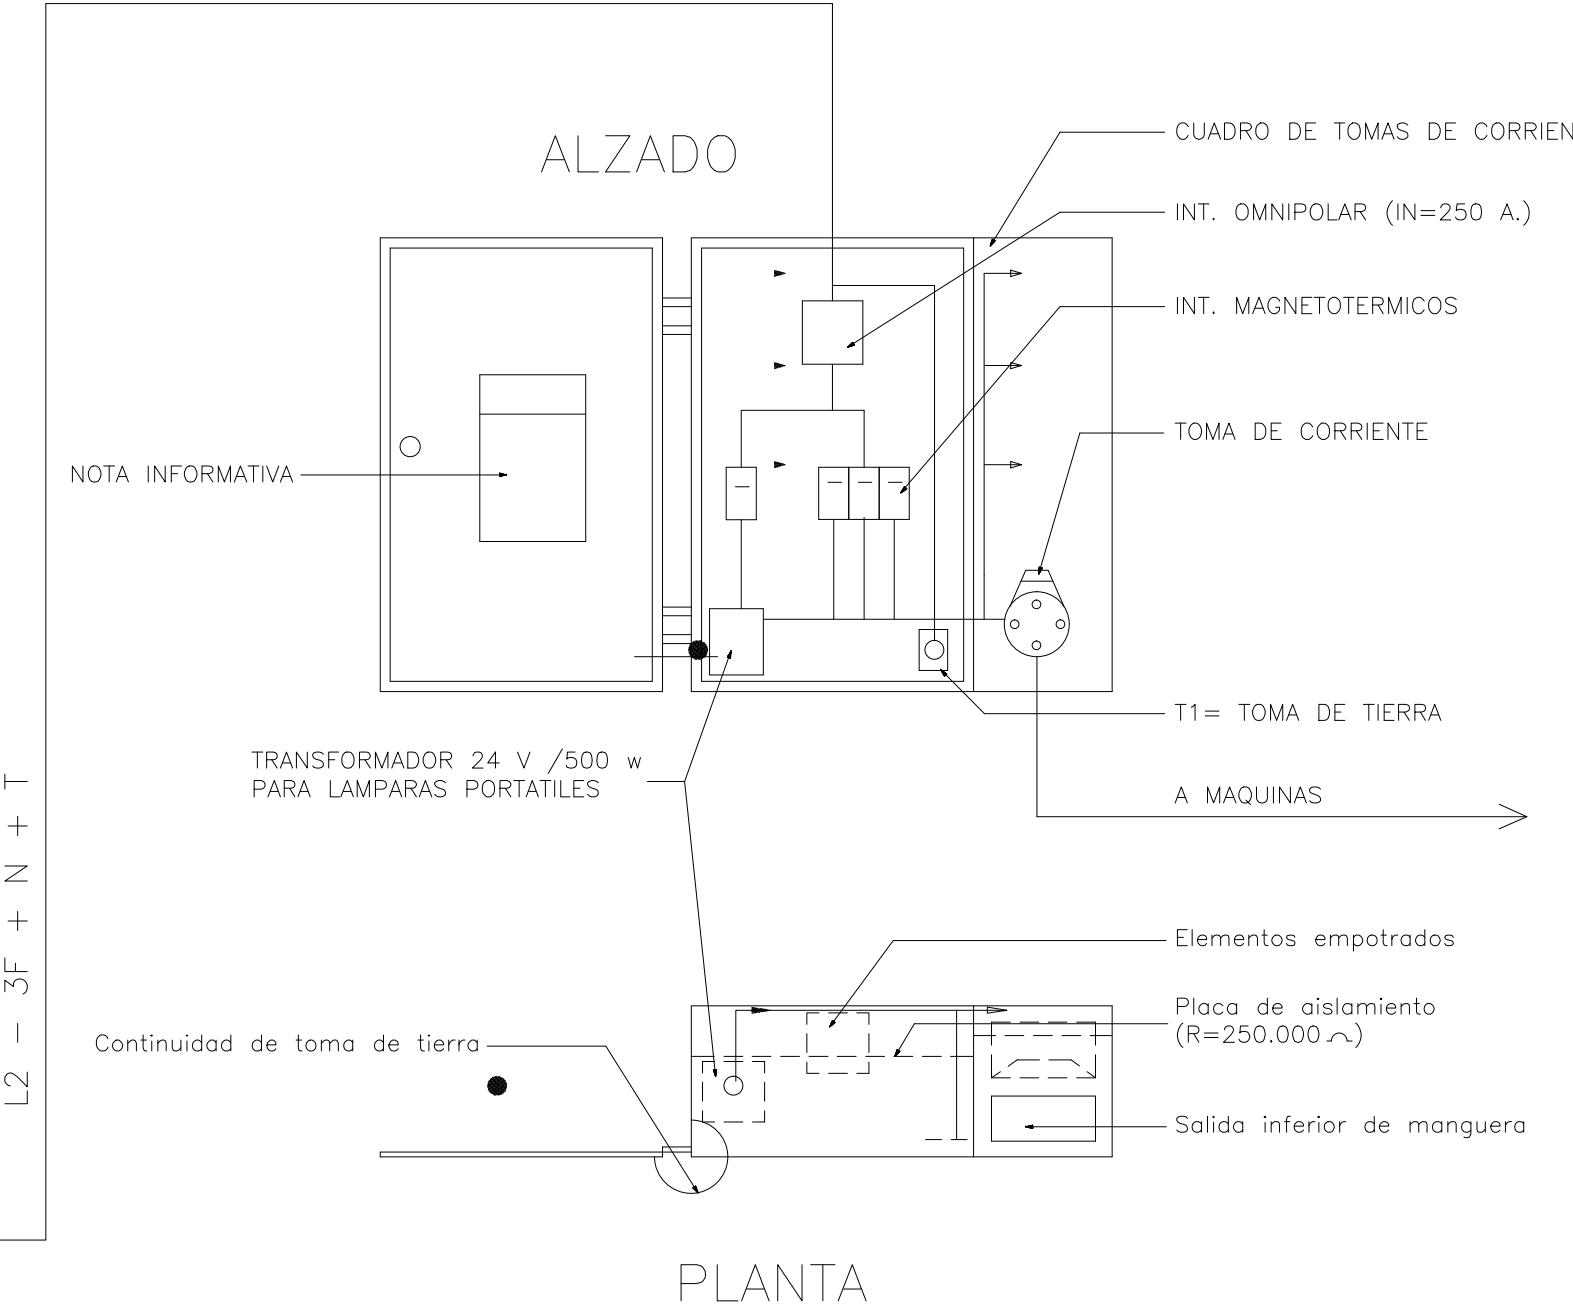 ALZADO
CUADRO DE TOMAS DE CORRIEN
INT. OMNIPOLAR (IN=250 A.)
INT. MAGNETOTERMICOS
TOMA DE CORRIENTE
NOTA INFORMATIVA
T1= TOMA DE TIERRA
TRANSFORMADOR 24 V /500 w
PARA LAMPARAS PORTATILES
A MAQUINAS
L2 - 3F + N + T
Elementos empotrados
Placa de aislamiento
(R=250.000 Ω)
Continuidad de toma de tierra
Salida inferior de manguera
PLANTA